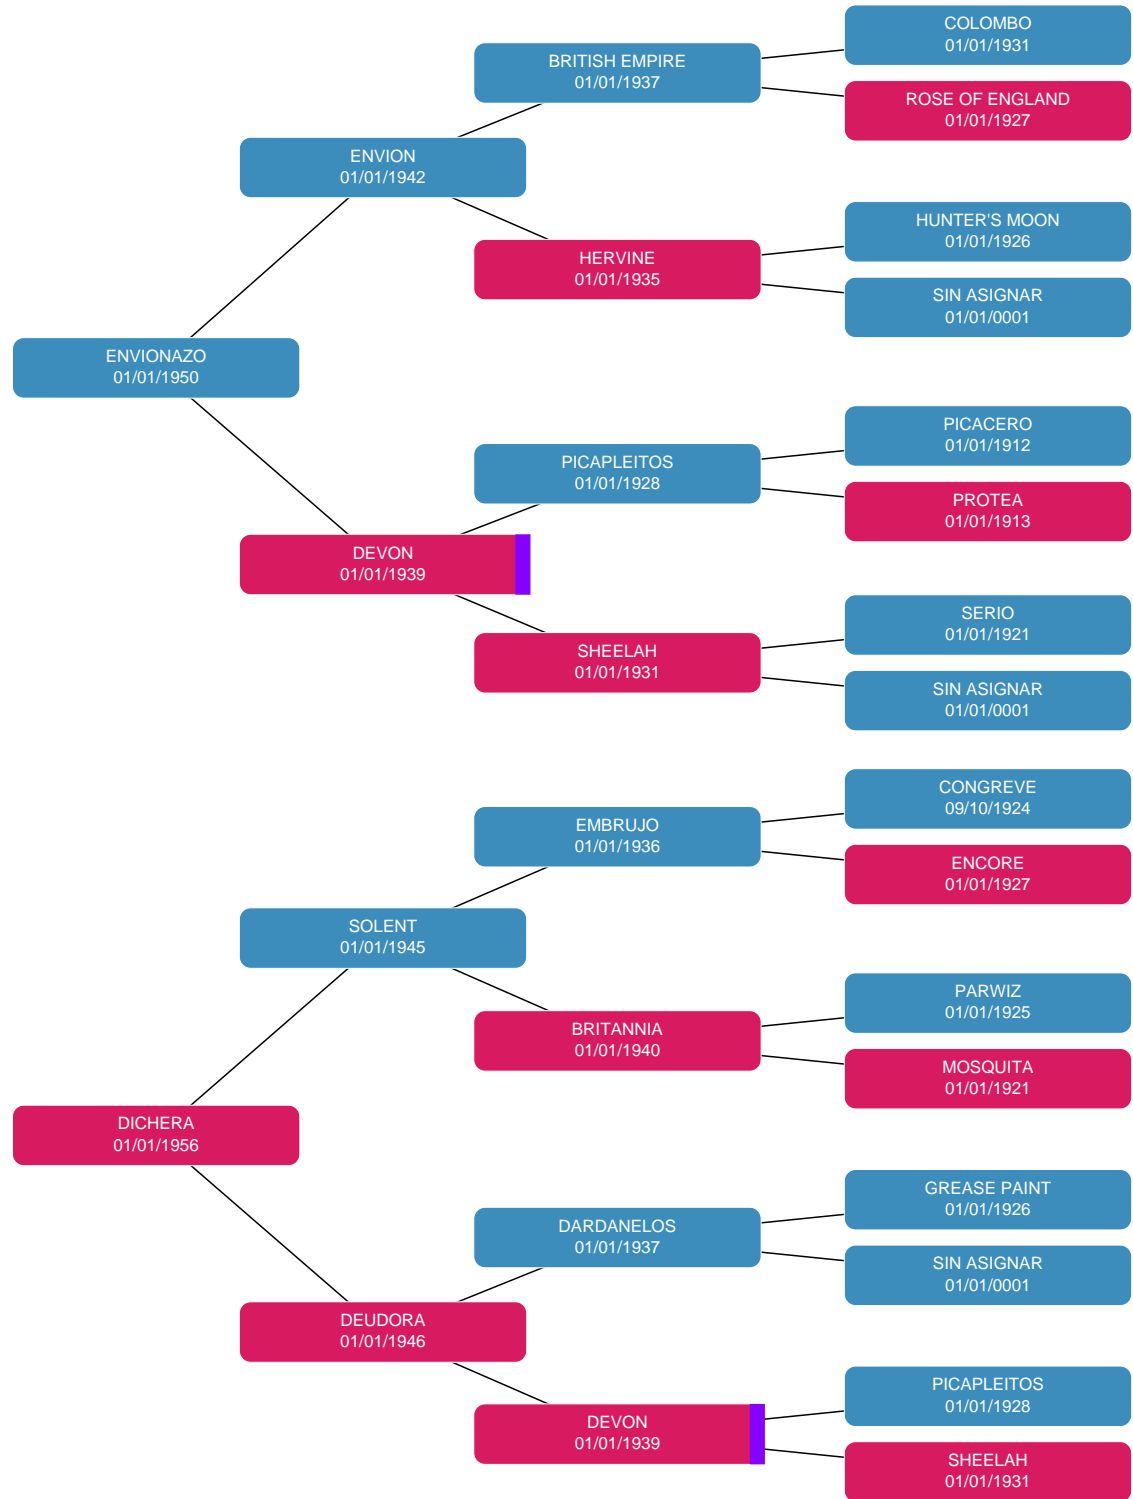 COLOMBO
01/01/1931
BRITISH EMPIRE
01/01/1937
ROSE OF ENGLAND
01/01/1927
ENVION
01/01/1942
HUNTER'S MOON
01/01/1926
HERVINE
01/01/1935
SIN ASIGNAR
01/01/0001
ENVIONAZO
01/01/1950
PICACERO
01/01/1912
PICAPLEITOS
01/01/1928
PROTEA
01/01/1913
DEVON
01/01/1939
SERIO
01/01/1921
SHEELAH
01/01/1931
SIN ASIGNAR
01/01/0001
CONGREVE
09/10/1924
EMBRUJO
01/01/1936
ENCORE
01/01/1927
SOLENT
01/01/1945
PARWIZ
01/01/1925
BRITANNIA
01/01/1940
MOSQUITA
01/01/1921
DICHERA
01/01/1956
GREASE PAINT
01/01/1926
DARDANELOS
01/01/1937
SIN ASIGNAR
01/01/0001
DEUDORA
01/01/1946
PICAPLEITOS
01/01/1928
DEVON
01/01/1939
SHEELAH
01/01/1931